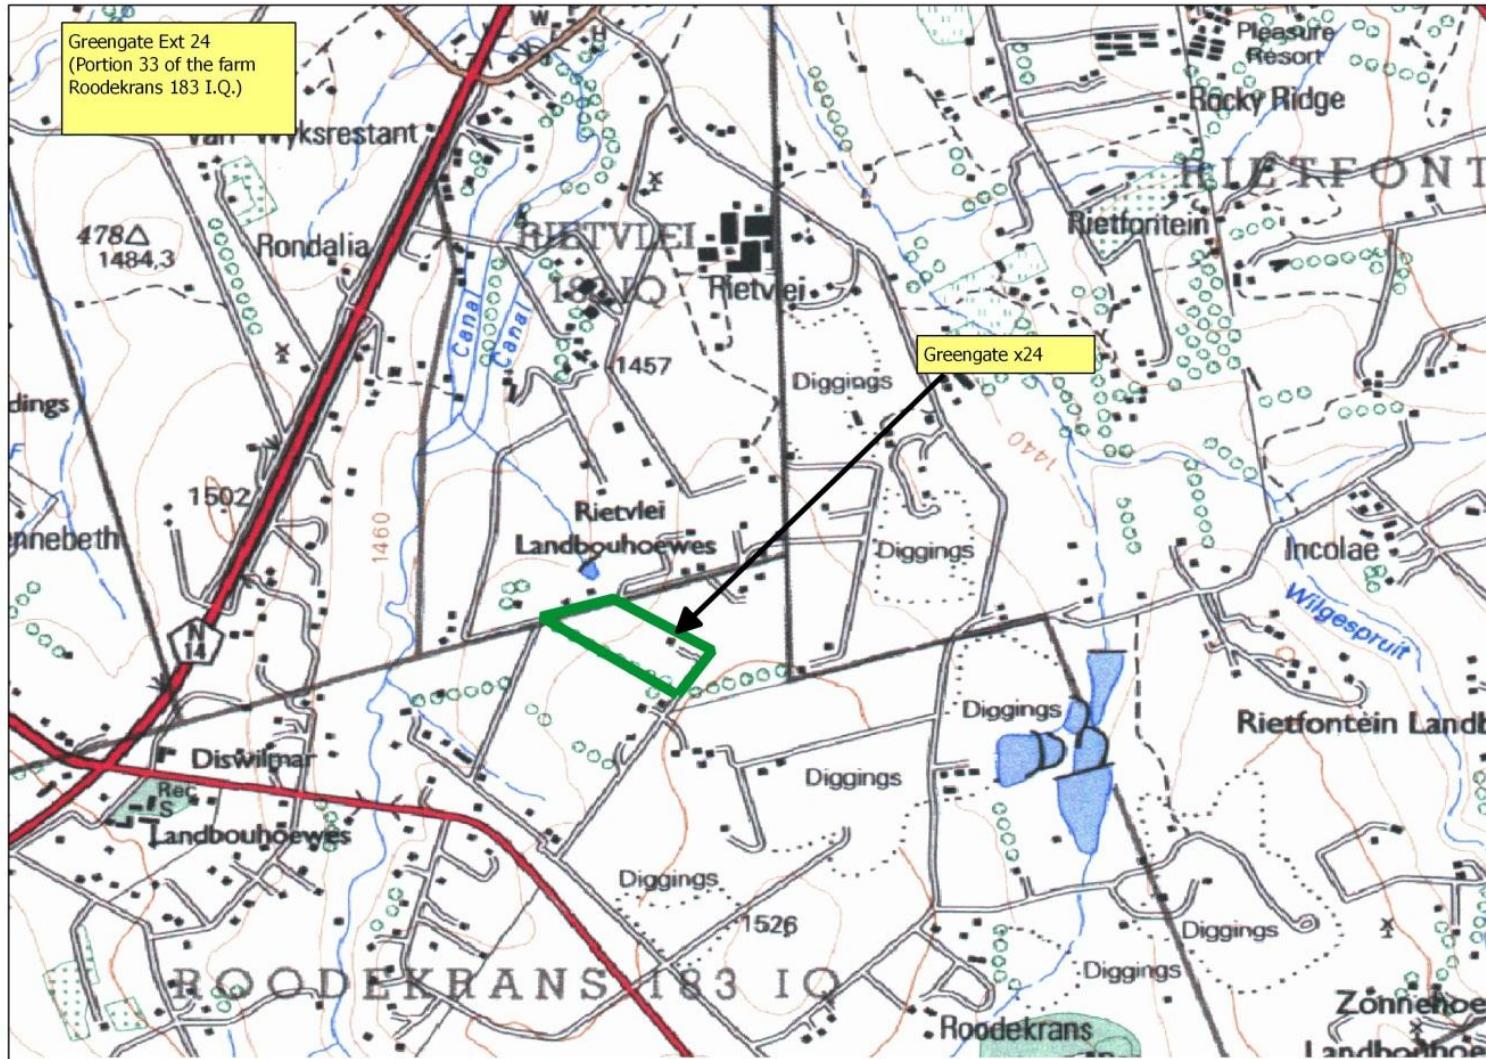 Greengate Ext 24
(Portion 33 of the farm
Roodekrans 183 I.Q.)
W
H
Pleasure
Resort
Rocky Ridge
Van Wyksrestant
RIETFONT
478
1484,3
Rondalia
RIETVLEI
IQ
Rietvlei
Rietfontein
Canal
Canal
1457
Greengate x24
Diggings
dings
1440
1502
1460
Rietvlei
Landbouhoewes
Diggings
nnebeth
Incolae
Wilgespruit
N
14
Diggings
Rietfontein Landb
Diswilmar
Diggings
Rec
S
Landbouhoewes
Diggings
1526
Diggings
ROODEKRANS 183 IQ
Diggings
Roodekrans
Zonnehoe